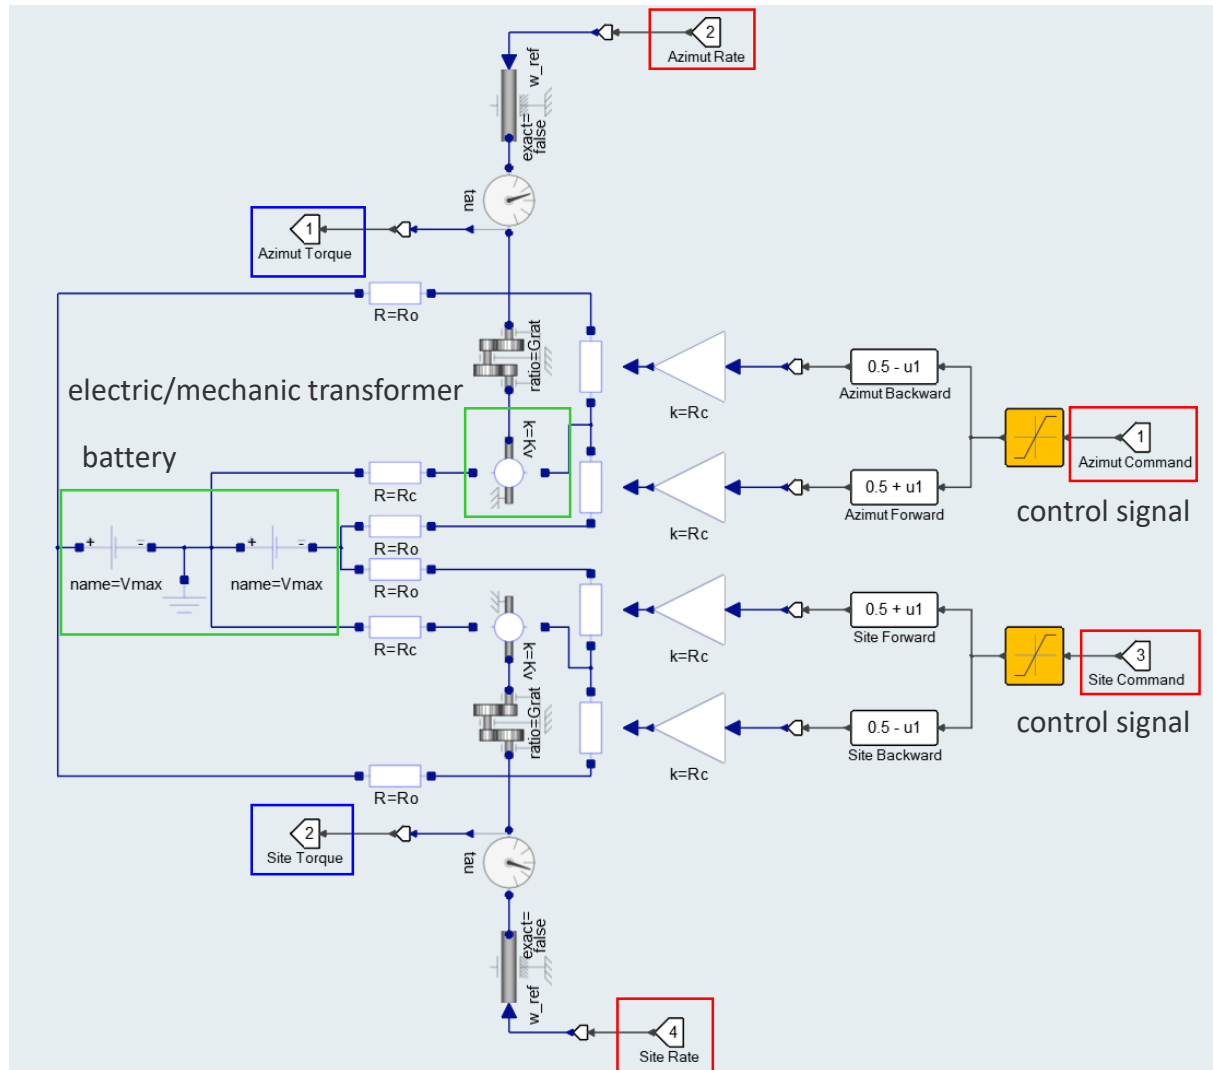 2
Azimut Rate
w_ref
exact=
false
tau
1
Azimut Torque
R=Ro
ratio=Grat
0.5 - u1
Azimut Backward
k=Rc
electric/mechanic transformer
k=Kv
1
Azimut Command
battery
R=Rc
0.5 + u1
Azimut Forward
k=Rc
control signal
R=Ro
+
-
+
-
name=Vmax
name=Vmax
R=Ro
0.5 + u1
Site Forward
k=Rc
R=Rc
k=Kv
3
Site Command
control signal
ratio=Grat
0.5 - u1
Site Backward
k=Rc
R=Ro
2
Site Torque
tau
exact=
false
w_ref
4
Site Rate